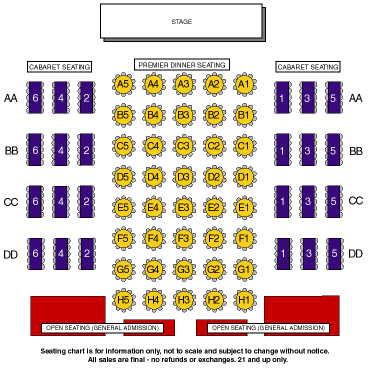 STAGE
CABARET SEATING PREMIER DINNER SEATING CABARET SEATING
A5 A4 A3 A2 A1
AA 6 4 2 1 3 5 AA
B5 B4 B3 B2 B1
BB 6 4 2 C5 C4 C3 C2 C1 1 3 5 BB
D5 D4 D3 D2 D1
CC 6 4 2 E5 E4 E3 E2 E1 1 3 5 CC
F5 F4 F3 F2 F1
DD 6 4 2 1 3 5 DD
G5 G4 G3 G2 G1
H5 H4 H3 H2 H1
OPEN SEATING (GENERAL ADMISSION) OPEN SEATING (GENERAL ADMISSION)
Seating chart is for information only, not to scale and subject to change without notice.
All sales are final - no refunds or exchanges. 21 and up only.